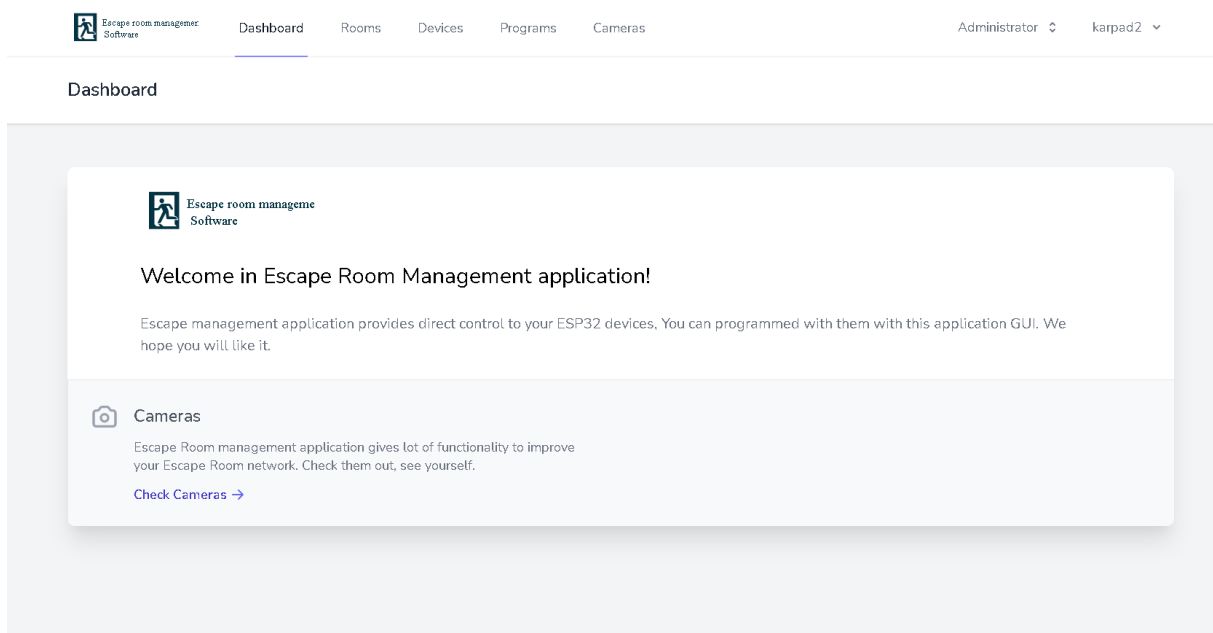 Escape room managemen
Software
Dashboard Rooms Devices Programs Cameras Administrator karpad2
Dashboard
Escape room manageme
Software
Welcome in Escape Room Management application!
Escape management application provides direct control to your ESP32 devices, You can programmed with them with this application GUI. We
hope you will like it.
Cameras
Escape Room management application gives lot of functionality to improve
your Escape Room network. Check them out, see yourself.
Check Cameras